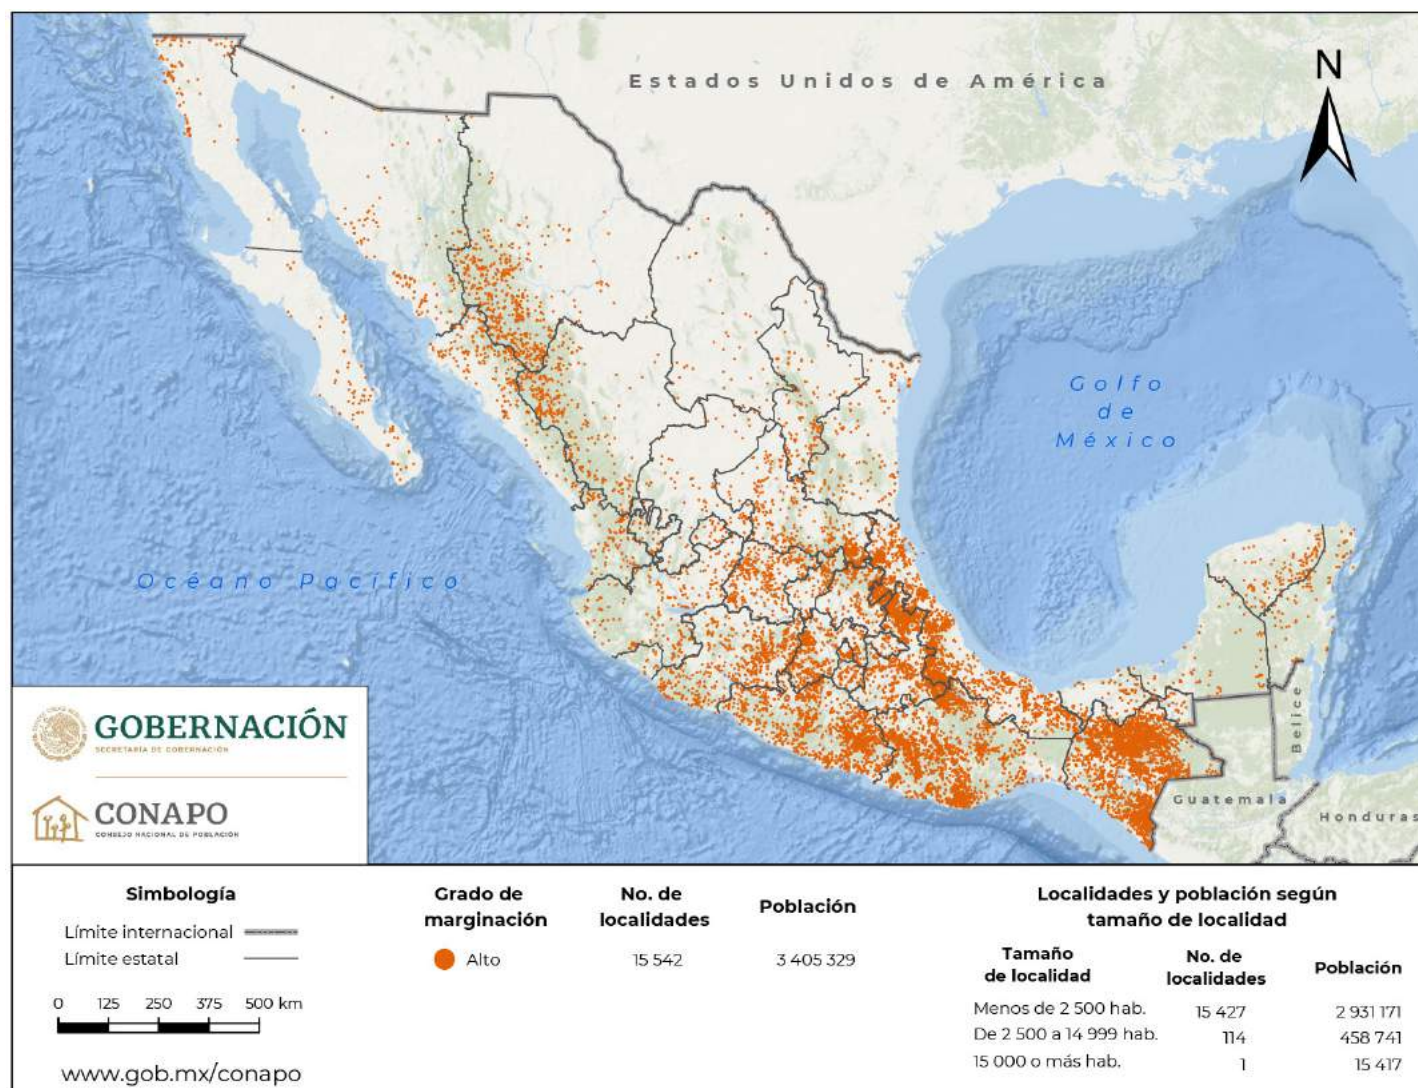 Estados Unidos de América
N
Golfo
de
México
Océano Pacífico
Belice
Guatemala
Honduras
GOBERNACIÓN
SECRETARÍA DE GOBERNACIÓN
CONAPO
CONSEJO NACIONAL DE POBLACIÓN
Simbología
Límite internacional
Límite estatal
0 125 250 375 500 km
www.gob.mx/conapo
Grado de marginación No. de localidades Población
Alto 15 542 3 405 329
Localidades y población según
tamaño de localidad
Tamaño de localidad No. de localidades Población
Menos de 2 500 hab. 15 427 2 931 171
De 2 500 a 14 999 hab. 114 458 741
15 000 o más hab. 1 15 417